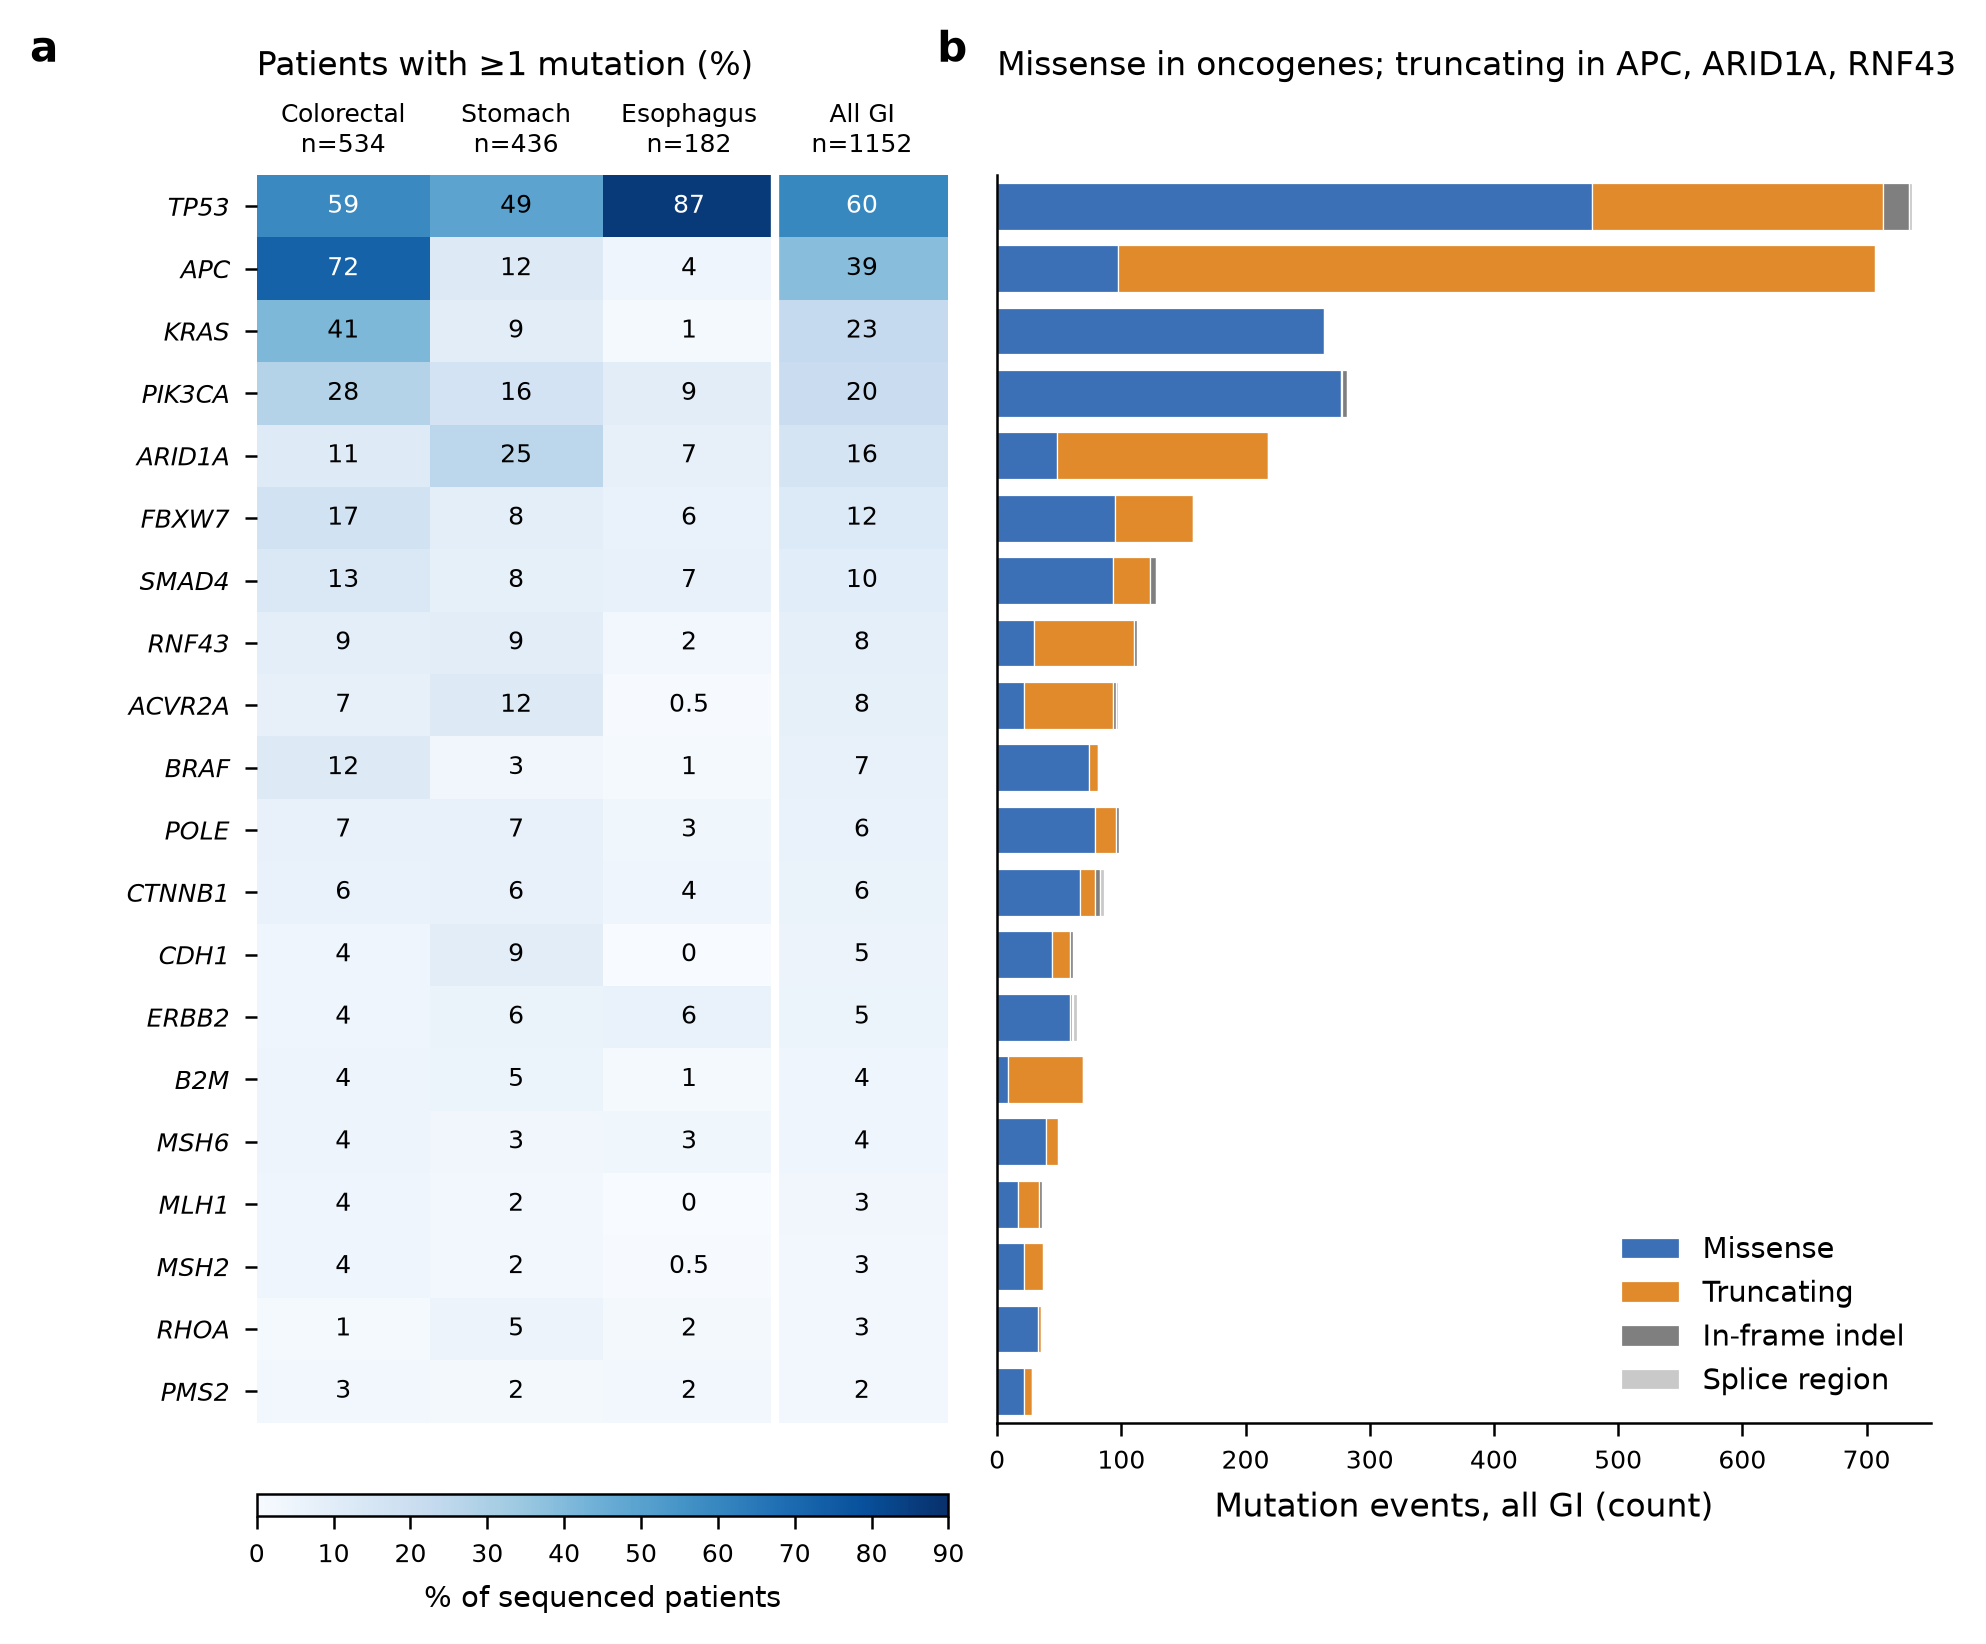 a
Patients with ≥1 mutation (%)
Colorectal Stomach Esophagus All GI
n=534 n=436 n=182 n=1152
TP53 59 49 87 60
APC 72 12 4 39
KRAS 41 9 1 23
PIK3CA 28 16 9 20
ARID1A 11 25 7 16
FBXW7 17 8 6 12
SMAD4 13 8 7 10
RNF43 9 9 2 8
ACVR2A 7 12 0.5 8
BRAF 12 3 1 7
POLE 7 7 3 6
CTNNB1 6 6 4 6
CDH1 4 9 0 5
ERBB2 4 6 6 5
B2M 4 5 1 4
MSH6 4 3 3 4
MLH1 4 2 0 3
MSH2 4 2 0.5 3
RHOA 1 5 2 3
PMS2 3 2 2 2
0 10 20 30 40 50 60 70 80 90
% of sequenced patients
b
Missense in oncogenes; truncating in APC, ARID1A, RNF43
Missense
Truncating
In-frame indel
Splice region
0 100 200 300 400 500 600 700
Mutation events, all GI (count)